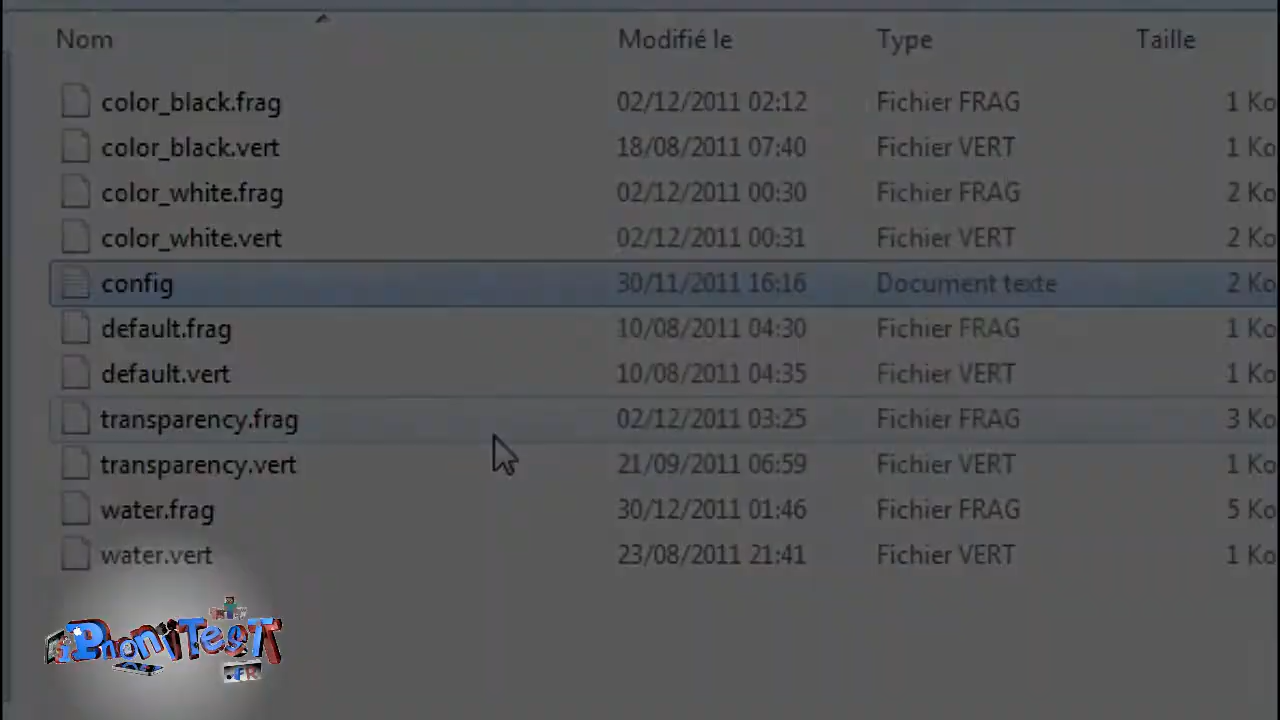 Nom Modifié le Type Taille
color_black.frag 02/12/2011 02:12 Fichier FRAG 1 Ko
color_black.vert 18/08/2011 07:40 Fichier VERT 1 Ko
color_white.frag 02/12/2011 00:30 Fichier FRAG 2 Ko
color_white.vert 02/12/2011 00:31 Fichier VERT 2 Ko
config 30/11/2011 16:16 Document texte 2 Ko
default.frag 10/08/2011 04:30 Fichier FRAG 1 Ko
default.vert 10/08/2011 04:35 Fichier VERT 1 Ko
transparency.frag 02/12/2011 03:25 Fichier FRAG 3 Ko
transparency.vert 21/09/2011 06:59 Fichier VERT 1 Ko
water.frag 30/12/2011 01:46 Fichier FRAG 5 Ko
water.vert 23/08/2011 21:41 Fichier VERT 1 Ko
iPhoniTesT
.FR